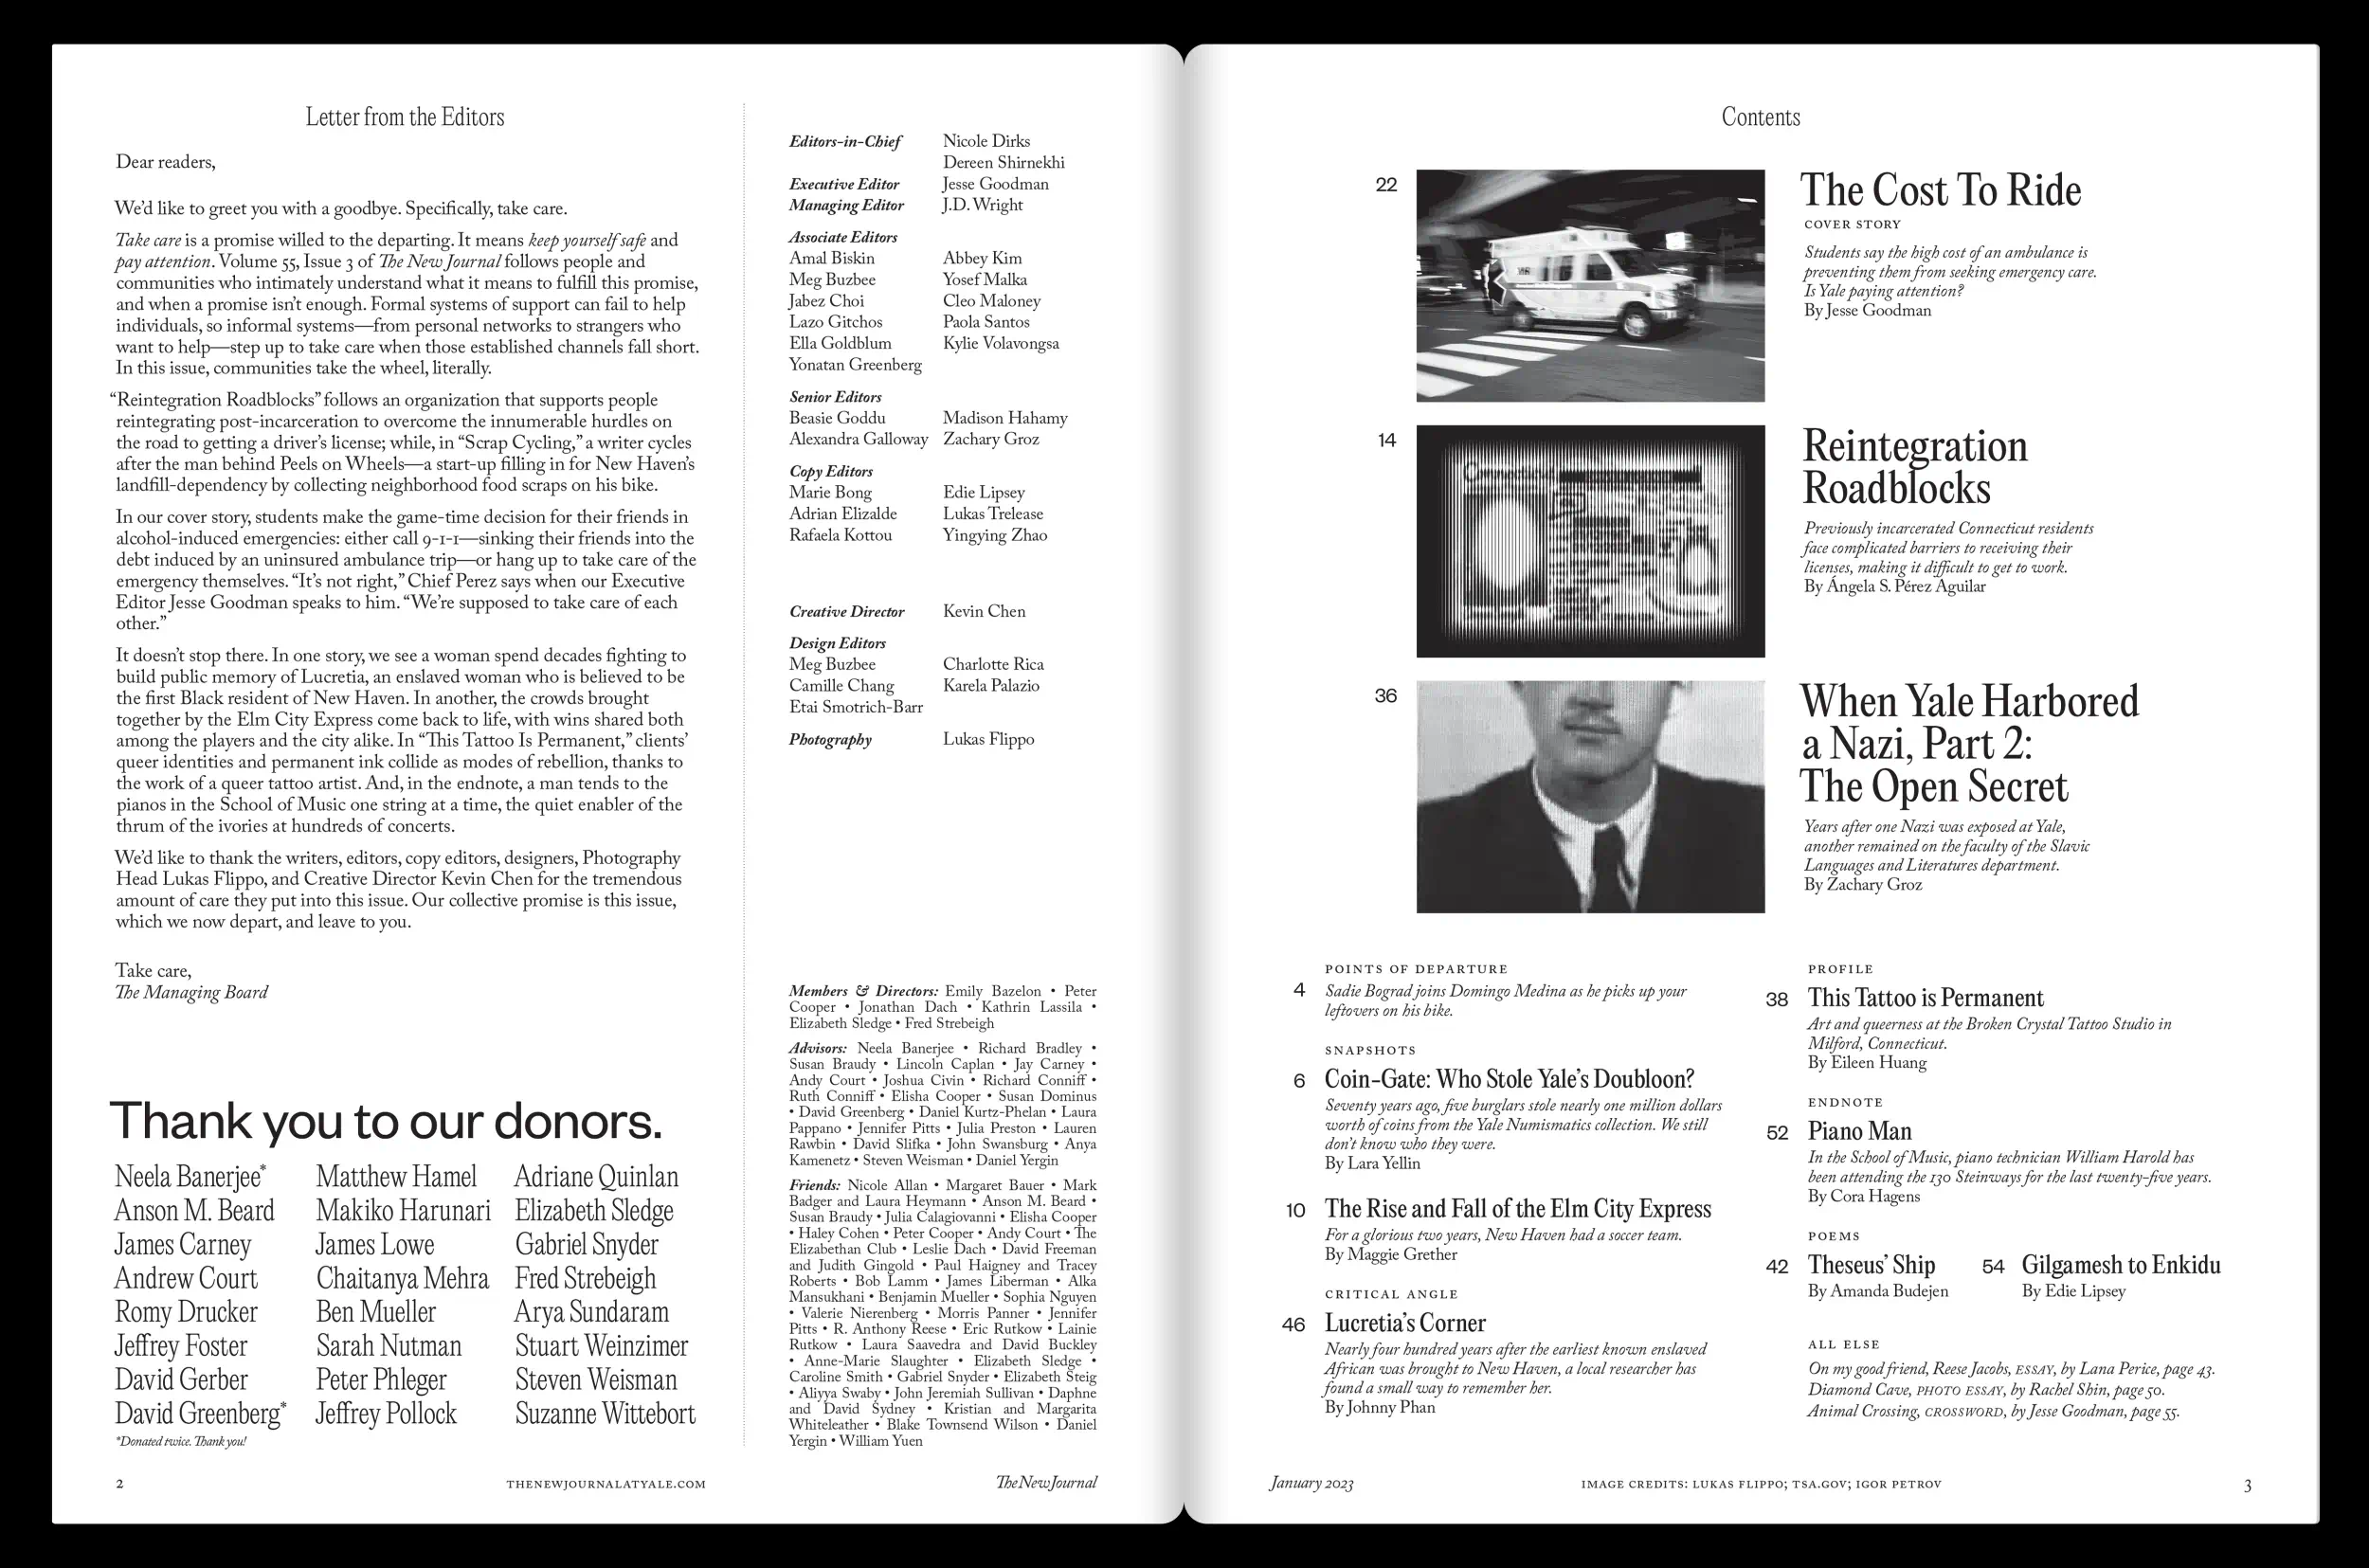 Letter from the Editors
Dear readers,
We’d like to greet you with a goodbye. Specifically, take care.
Take care is a promise willed to the departing. It means keep yourself safe and
pay attention. Volume 55, Issue 3 of The New Journal follows people and
communities who intimately understand what it means to fulfill this promise,
and when a promise isn’t enough. Formal systems of support can fail to help
individuals, so informal systems—from personal networks to strangers who
want to help—step up to take care when those established channels fall short.
In this issue, communities take the wheel, literally.
“Reintegration Roadblocks” follows an organization that supports people
reintegrating post-incarceration to overcome the innumerable hurdles on
the road to getting a driver’s license; while, in “Scrap Cycling,” a writer cycles
after the man behind Peels on Wheels—a start-up filling in for New Haven’s
landfill-dependency by collecting neighborhood food scraps on his bike.
In our cover story, students make the game-time decision for their friends in
alcohol-induced emergencies: either call 9-1-1—sinking their friends into the
debt induced by an uninsured ambulance trip—or hang up to take care of the
emergency themselves. “It’s not right,” Chief Perez says when our Executive
Editor Jesse Goodman speaks to him. “We’re supposed to take care of each
other.”
It doesn’t stop there. In one story, we see a woman spend decades fighting to
build public memory of Lucretia, an enslaved woman who is believed to be
the first Black resident of New Haven. In another, the crowds brought
together by the Elm City Express come back to life, with wins shared both
among the players and the city alike. In “This Tattoo Is Permanent,” clients’
queer identities and permanent ink collide as modes of rebellion, thanks to
the work of a queer tattoo artist. And, in the endnote, a man tends to the
pianos in the School of Music one string at a time, the quiet enabler of the
thrum of the ivories at hundreds of concerts.
We’d like to thank the writers, editors, copy editors, designers, Photography
Head Lukas Flippo, and Creative Director Kevin Chen for the tremendous
amount of care they put into this issue. Our collective promise is this issue,
which we now depart, and leave to you.
Take care,
The Managing Board
Thank you to our donors.
Neela Banerjee* Matthew Hamel Adriane Quinlan
Anson M. Beard Makiko Harunari Elizabeth Sledge
James Carney James Lowe Gabriel Snyder
Andrew Court Chaitanya Mehra Fred Strebeigh
Romy Drucker Ben Mueller Arya Sundaram
Jeffrey Foster Sarah Nutman Stuart Weinzimer
David Gerber Peter Phleger Steven Weisman
David Greenberg* Jeffrey Pollock Suzanne Wittebort
*Donated twice. Thank you!
Editors-in-Chief Nicole Dirks
Dereen Shirnekhi
Executive Editor Jesse Goodman
Managing Editor J.D. Wright
Associate Editors
Amal Biskin Abbey Kim
Meg Buzbee Yosef Malka
Jabez Choi Cleo Maloney
Lazo Gitchos Paola Santos
Ella Goldblum Kylie Volavongsa
Yonatan Greenberg
Senior Editors
Beasie Goddu Madison Hahamy
Alexandra Galloway Zachary Groz
Copy Editors
Marie Bong Edie Lipsey
Adrian Elizalde Lukas Trelease
Rafaela Kottou Yingying Zhao
Creative Director Kevin Chen
Design Editors
Meg Buzbee Charlotte Rica
Camille Chang Karela Palazio
Etai Smotrich-Barr
Photography Lukas Flippo
Members & Directors: Emily Bazelon • Peter
Cooper • Jonathan Dach • Kathrin Lassila •
Elizabeth Sledge • Fred Strebeigh
Advisors: Neela Banerjee • Richard Bradley •
Susan Braudy • Lincoln Caplan • Jay Carney •
Andy Court • Joshua Civin • Richard Conniff •
Ruth Conniff • Elisha Cooper • Susan Dominus
• David Greenberg • Daniel Kurtz-Phelan • Laura
Pappano • Jennifer Pitts • Julia Preston • Lauren
Rawbin • David Slifka • John Swansburg • Anya
Kamenetz • Steven Weisman • Daniel Yergin
Friends: Nicole Allan • Margaret Bauer • Mark
Badger and Laura Heymann • Anson M. Beard •
Susan Braudy • Julia Calagiovanni • Elisha Cooper
• Haley Cohen • Peter Cooper • Andy Court • The
Elizabethan Club • Leslie Dach • David Freeman
and Judith Gingold • Paul Haigney and Tracey
Roberts • Bob Lamm • James Liberman • Alka
Mansukhani • Benjamin Mueller • Sophia Nguyen
• Valerie Nierenberg • Morris Panner • Jennifer
Pitts • R. Anthony Reese • Eric Rutkow • Lainie
Rutkow • Laura Saavedra and David Buckley
• Anne-Marie Slaughter • Elizabeth Sledge •
Caroline Smith • Gabriel Snyder • Elizabeth Steig
• Aliyya Swaby • John Jeremiah Sullivan • Daphne
and David Sydney • Kristian and Margarita
Whiteleather • Blake Townsend Wilson • Daniel
Yergin • William Yuen
2 THENEWJOURNALATYALE.COM TheNewJournal
Contents
22 The Cost To Ride
COVER STORY
Students say the high cost of an ambulance is
preventing them from seeking emergency care.
Is Yale paying attention?
By Jesse Goodman
14 Reintegration
Roadblocks
Previously incarcerated Connecticut residents
face complicated barriers to receiving their
licenses, making it difficult to get to work.
By Ángela S. Pérez Aguilar
Connecticut
36 When Yale Harbored
a Nazi, Part 2:
The Open Secret
Years after one Nazi was exposed at Yale,
another remained on the faculty of the Slavic
Languages and Literatures department.
By Zachary Groz
POINTS OF DEPARTURE
4 Sadie Bograd joins Domingo Medina as he picks up your
leftovers on his bike.
SNAPSHOTS
6 Coin-Gate: Who Stole Yale’s Doubloon?
Seventy years ago, five burglars stole nearly one million dollars
worth of coins from the Yale Numismatics collection. We still
don’t know who they were.
By Lara Yellin
10 The Rise and Fall of the Elm City Express
For a glorious two years, New Haven had a soccer team.
By Maggie Grether
CRITICAL ANGLE
46 Lucretia’s Corner
Nearly four hundred years after the earliest known enslaved
African was brought to New Haven, a local researcher has
found a small way to remember her.
By Johnny Phan
PROFILE
38 This Tattoo is Permanent
Art and queerness at the Broken Crystal Tattoo Studio in
Milford, Connecticut.
By Eileen Huang
ENDNOTE
52 Piano Man
In the School of Music, piano technician William Harold has
been attending the 130 Steinways for the last twenty-five years.
By Cora Hagens
POEMS
42 Theseus’ Ship 54 Gilgamesh to Enkidu
By Amanda Budejen By Edie Lipsey
ALL ELSE
On my good friend, Reese Jacobs, ESSAY, by Lana Perice, page 43.
Diamond Cave, PHOTO ESSAY, by Rachel Shin, page 50.
Animal Crossing, CROSSWORD, by Jesse Goodman, page 55.
January 2023 IMAGE CREDITS: LUKAS FLIPPO; TSA.GOV; IGOR PETROV 3